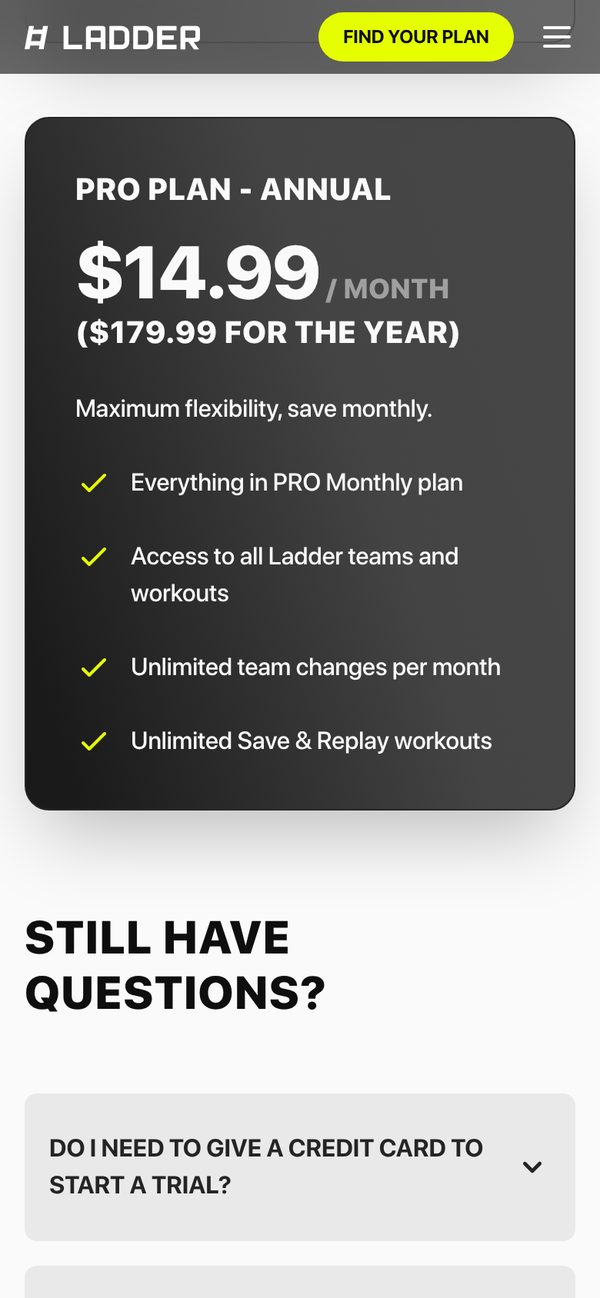 LADDER
FIND YOUR PLAN
PRO PLAN - ANNUAL
$14.99 / MONTH
($179.99 FOR THE YEAR)
Maximum flexibility, save monthly.
Everything in PRO Monthly plan
Access to all Ladder teams and
workouts
Unlimited team changes per month
Unlimited Save & Replay workouts
STILL HAVE
QUESTIONS?
DO I NEED TO GIVE A CREDIT CARD TO
START A TRIAL?